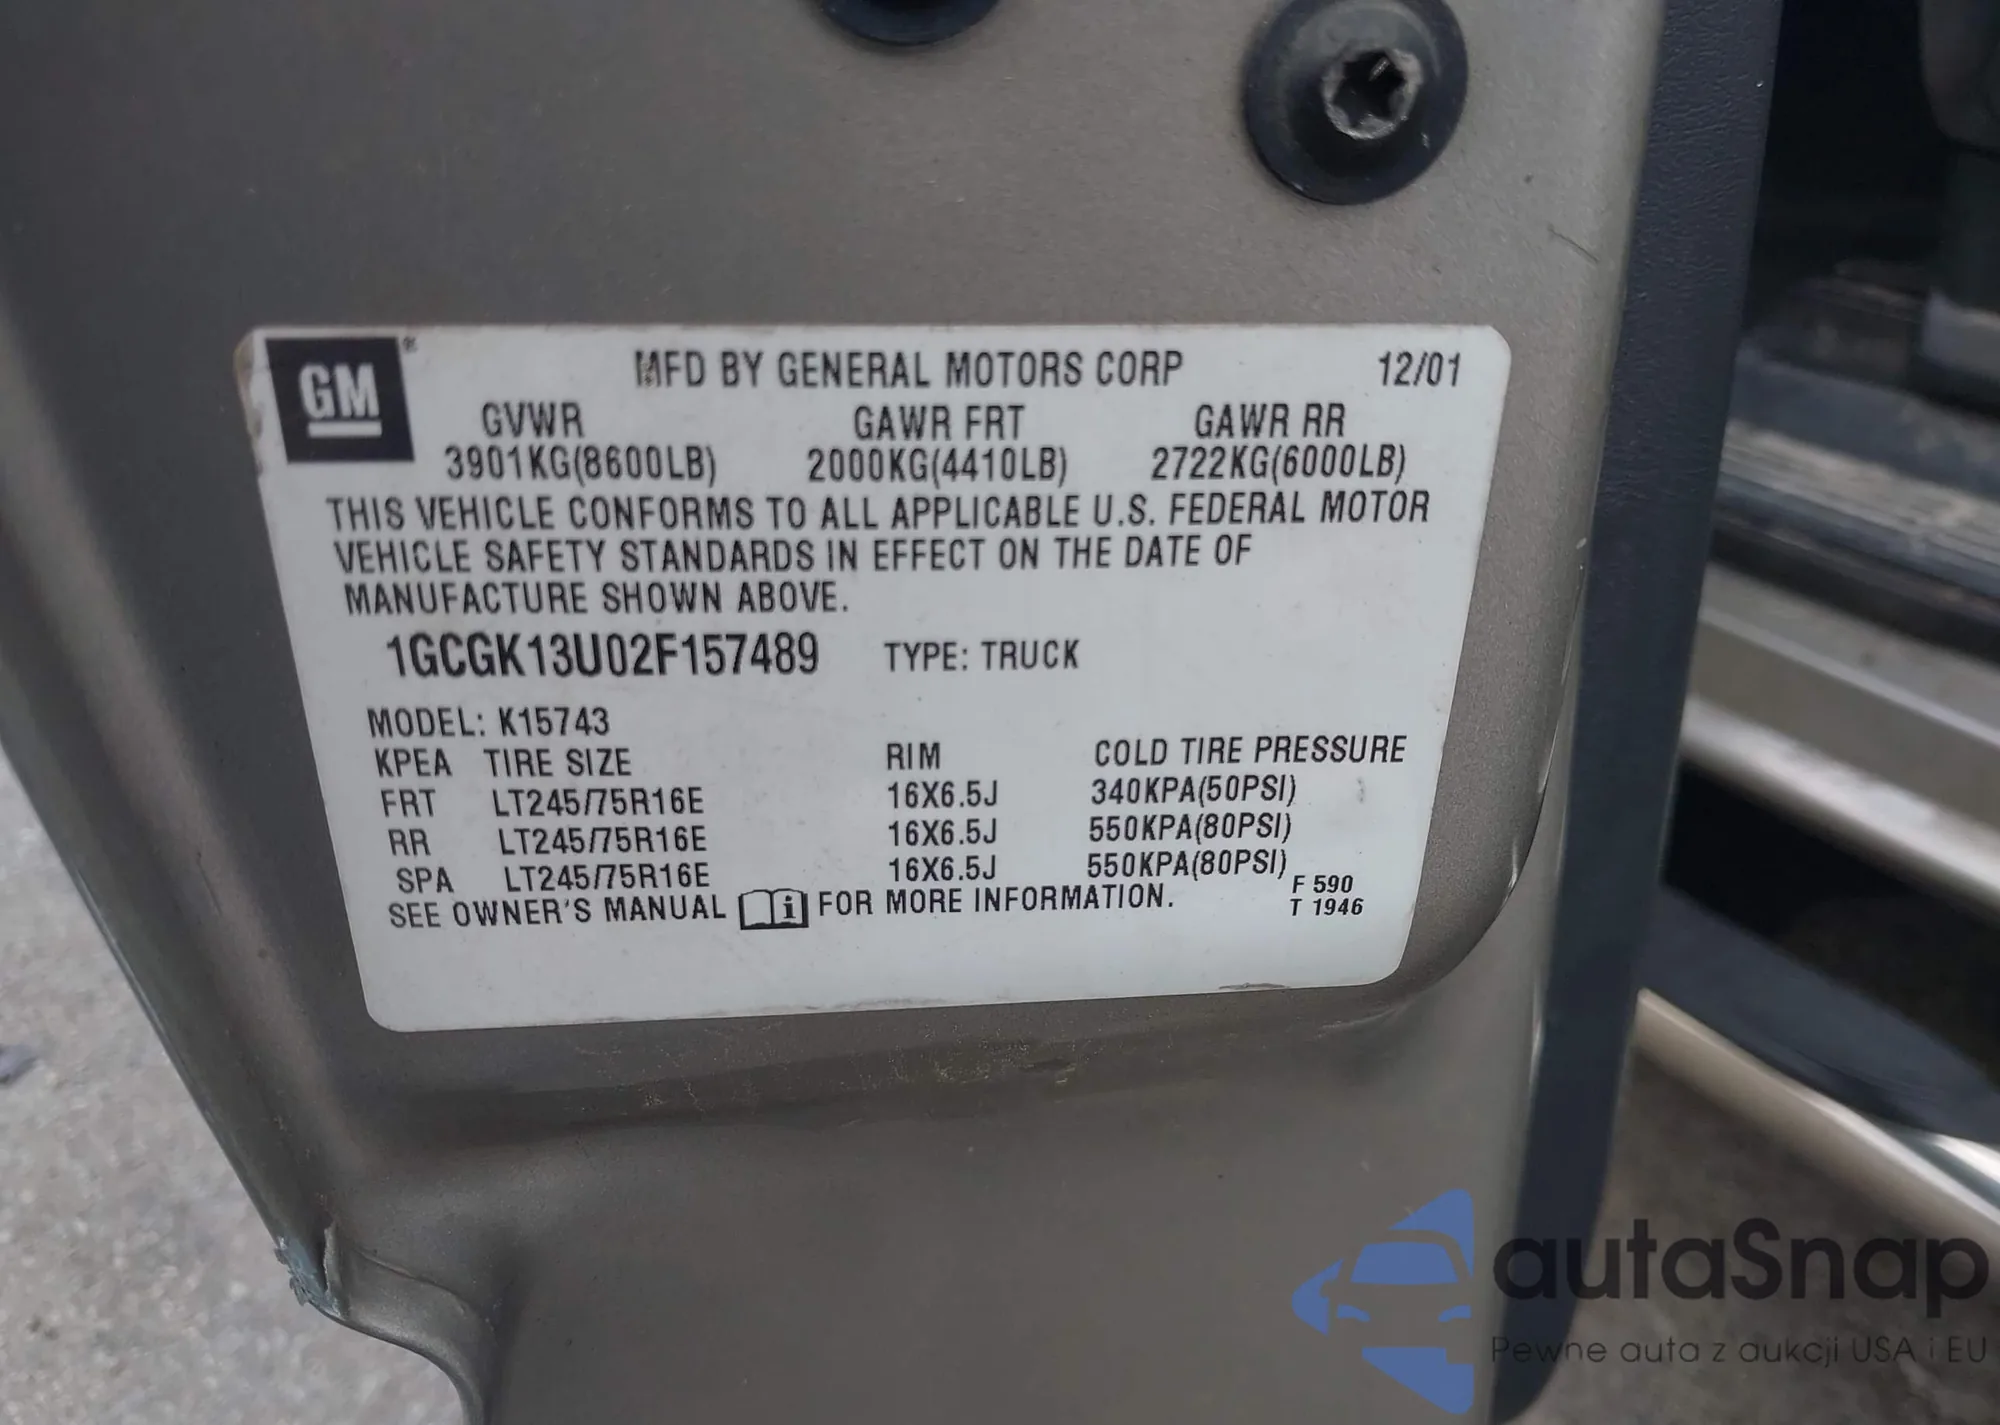 GM®
MFD BY GENERAL MOTORS CORP 12/01
GVWR GAWR FRT GAWR RR
3901KG(8600LB) 2000KG(4410LB) 2722KG(6000LB)
THIS VEHICLE CONFORMS TO ALL APPLICABLE U.S. FEDERAL MOTOR
VEHICLE SAFETY STANDARDS IN EFFECT ON THE DATE OF
MANUFACTURE SHOWN ABOVE.
1GCGK13U02F157489 TYPE: TRUCK
MODEL: K15743
KPEA TIRE SIZE RIM COLD TIRE PRESSURE
FRT LT245/75R16E 16X6.5J 340KPA(50PSI)
RR LT245/75R16E 16X6.5J 550KPA(80PSI)
SPA LT245/75R16E 16X6.5J 550KPA(80PSI)
SEE OWNER'S MANUAL i FOR MORE INFORMATION.
F 590
T 1946
autaSnap
Pewne auta z aukcji USA i EU